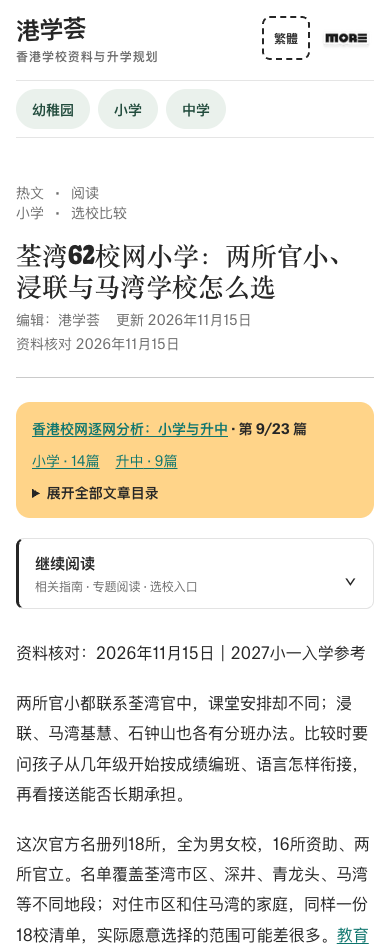 港学荟
香港学校资料与升学规划
繁體
MORE
幼稚园
小学
中学
热文 • 阅读
小学 • 选校比较
荃湾62校网小学：两所官小、
浸联与马湾学校怎么选
编辑：港学荟 更新 2026年11月15日
资料核对 2026年11月15日
香港校网逐网分析：小学与升中 · 第 9/23 篇
小学 · 14篇 升中 · 9篇
▶ 展开全部文章目录
继续阅读
相关指南 · 专题阅读 · 选校入口
资料核对：2026年11月15日｜2027小一入学参考
两所官小都联系荃湾官中，课堂安排却不同；浸
联、马湾基慧、石钟山也各有分班办法。比较时要
问孩子从几年级开始按成绩编班、语言怎样衔接，
再看接送能否长期承担。
这次官方名册列18所，全为男女校，16所资助、两
所官立。名单覆盖荃湾市区、深井、青龙头、马湾
等不同地段；对住市区和住马湾的家庭，同样一份
18校清单，实际愿意选择的范围可能差很多。教育